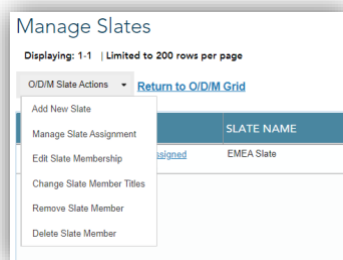 Manage Slates
Displaying: 1-1 | Limited to 200 rows per page
O/D/M Slate Actions Return to O/D/M Grid
Add New Slate
Manage Slate Assignment
Edit Slate Membership
Change Slate Member Titles
Remove Slate Member
Delete Slate Member
SLATE NAME
EMEA Slate